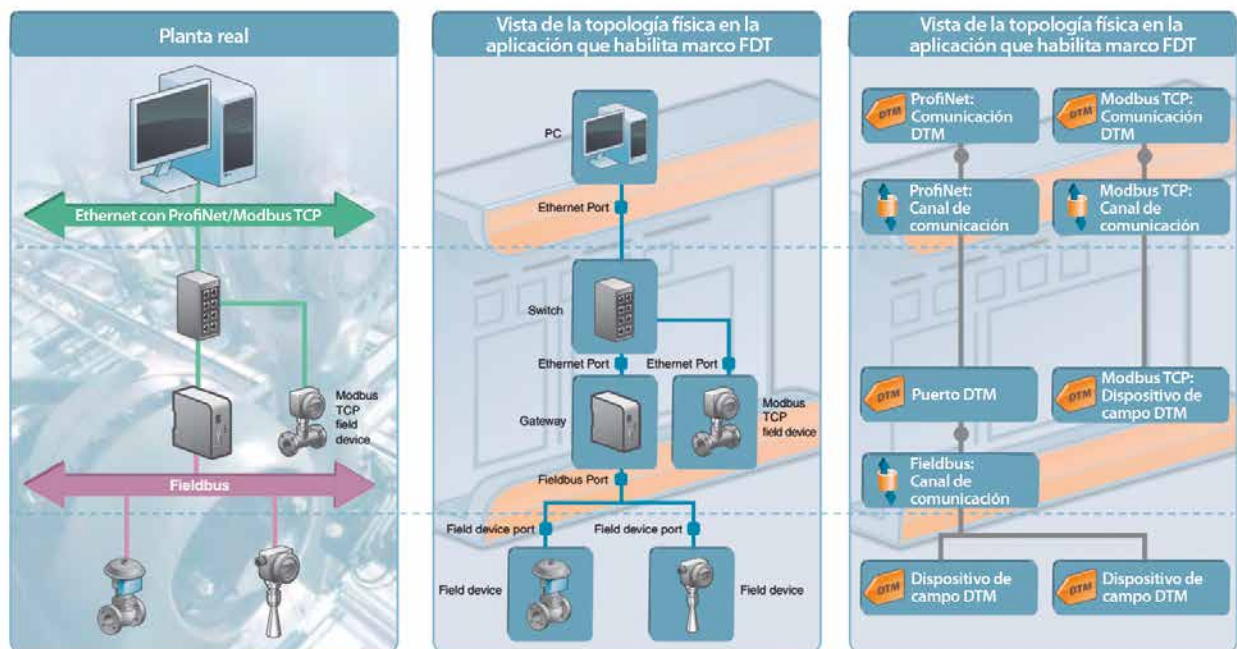 Planta real
Ethernet con ProfiNet/Modbus TCP
Modbus
TCP
field
device
Fieldbus
Vista de la topología física en la
aplicación que habilita marco FDT
PC
Ethernet Port
Switch
Ethernet Port
Ethernet Port
Gateway
Modbus
TCP
field device
Fieldbus Port
Field device port
Field device port
Field device
Field device
Vista de la topología física en la
aplicación que habilita marco FDT
DTM
ProfiNet:
Comunicación
DTM
DTM
Modbus TCP:
Comunicación
DTM
ProfiNet:
Canal de
comunicación
Modbus TCP:
Canal de
comunicación
DTM
Puerto DTM
DTM
Modbus TCP:
Dispositivo de
campo DTM
Fieldbus:
Canal de
comunicación
DTM
Dispositivo de
campo DTM
DTM
Dispositivo de
campo DTM